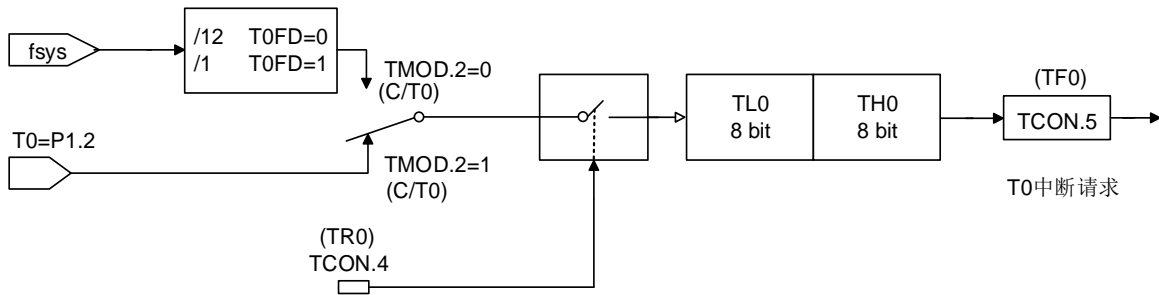 fsys
/12 T0FD=0
/1 T0FD=1
TMOD.2=0
(C/T0)
T0=P1.2
TMOD.2=1
(C/T0)
(TR0)
TCON.4
TL0
8 bit
TH0
8 bit
(TF0)
TCON.5
T0中断请求